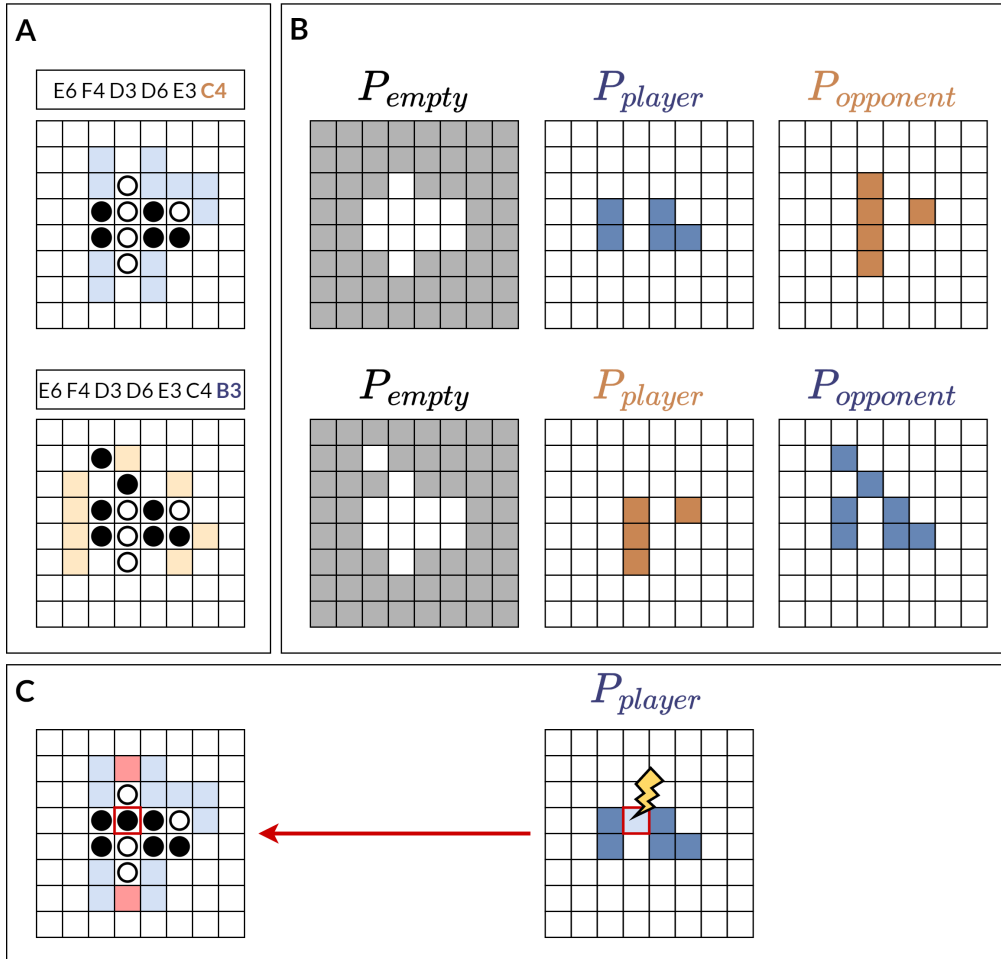 A
E6 F4 D3 D6 E3 C4
E6 F4 D3 D6 E3 C4 B3
B
P_empty P_player P_opponent
P_empty P_player P_opponent
C
P_player